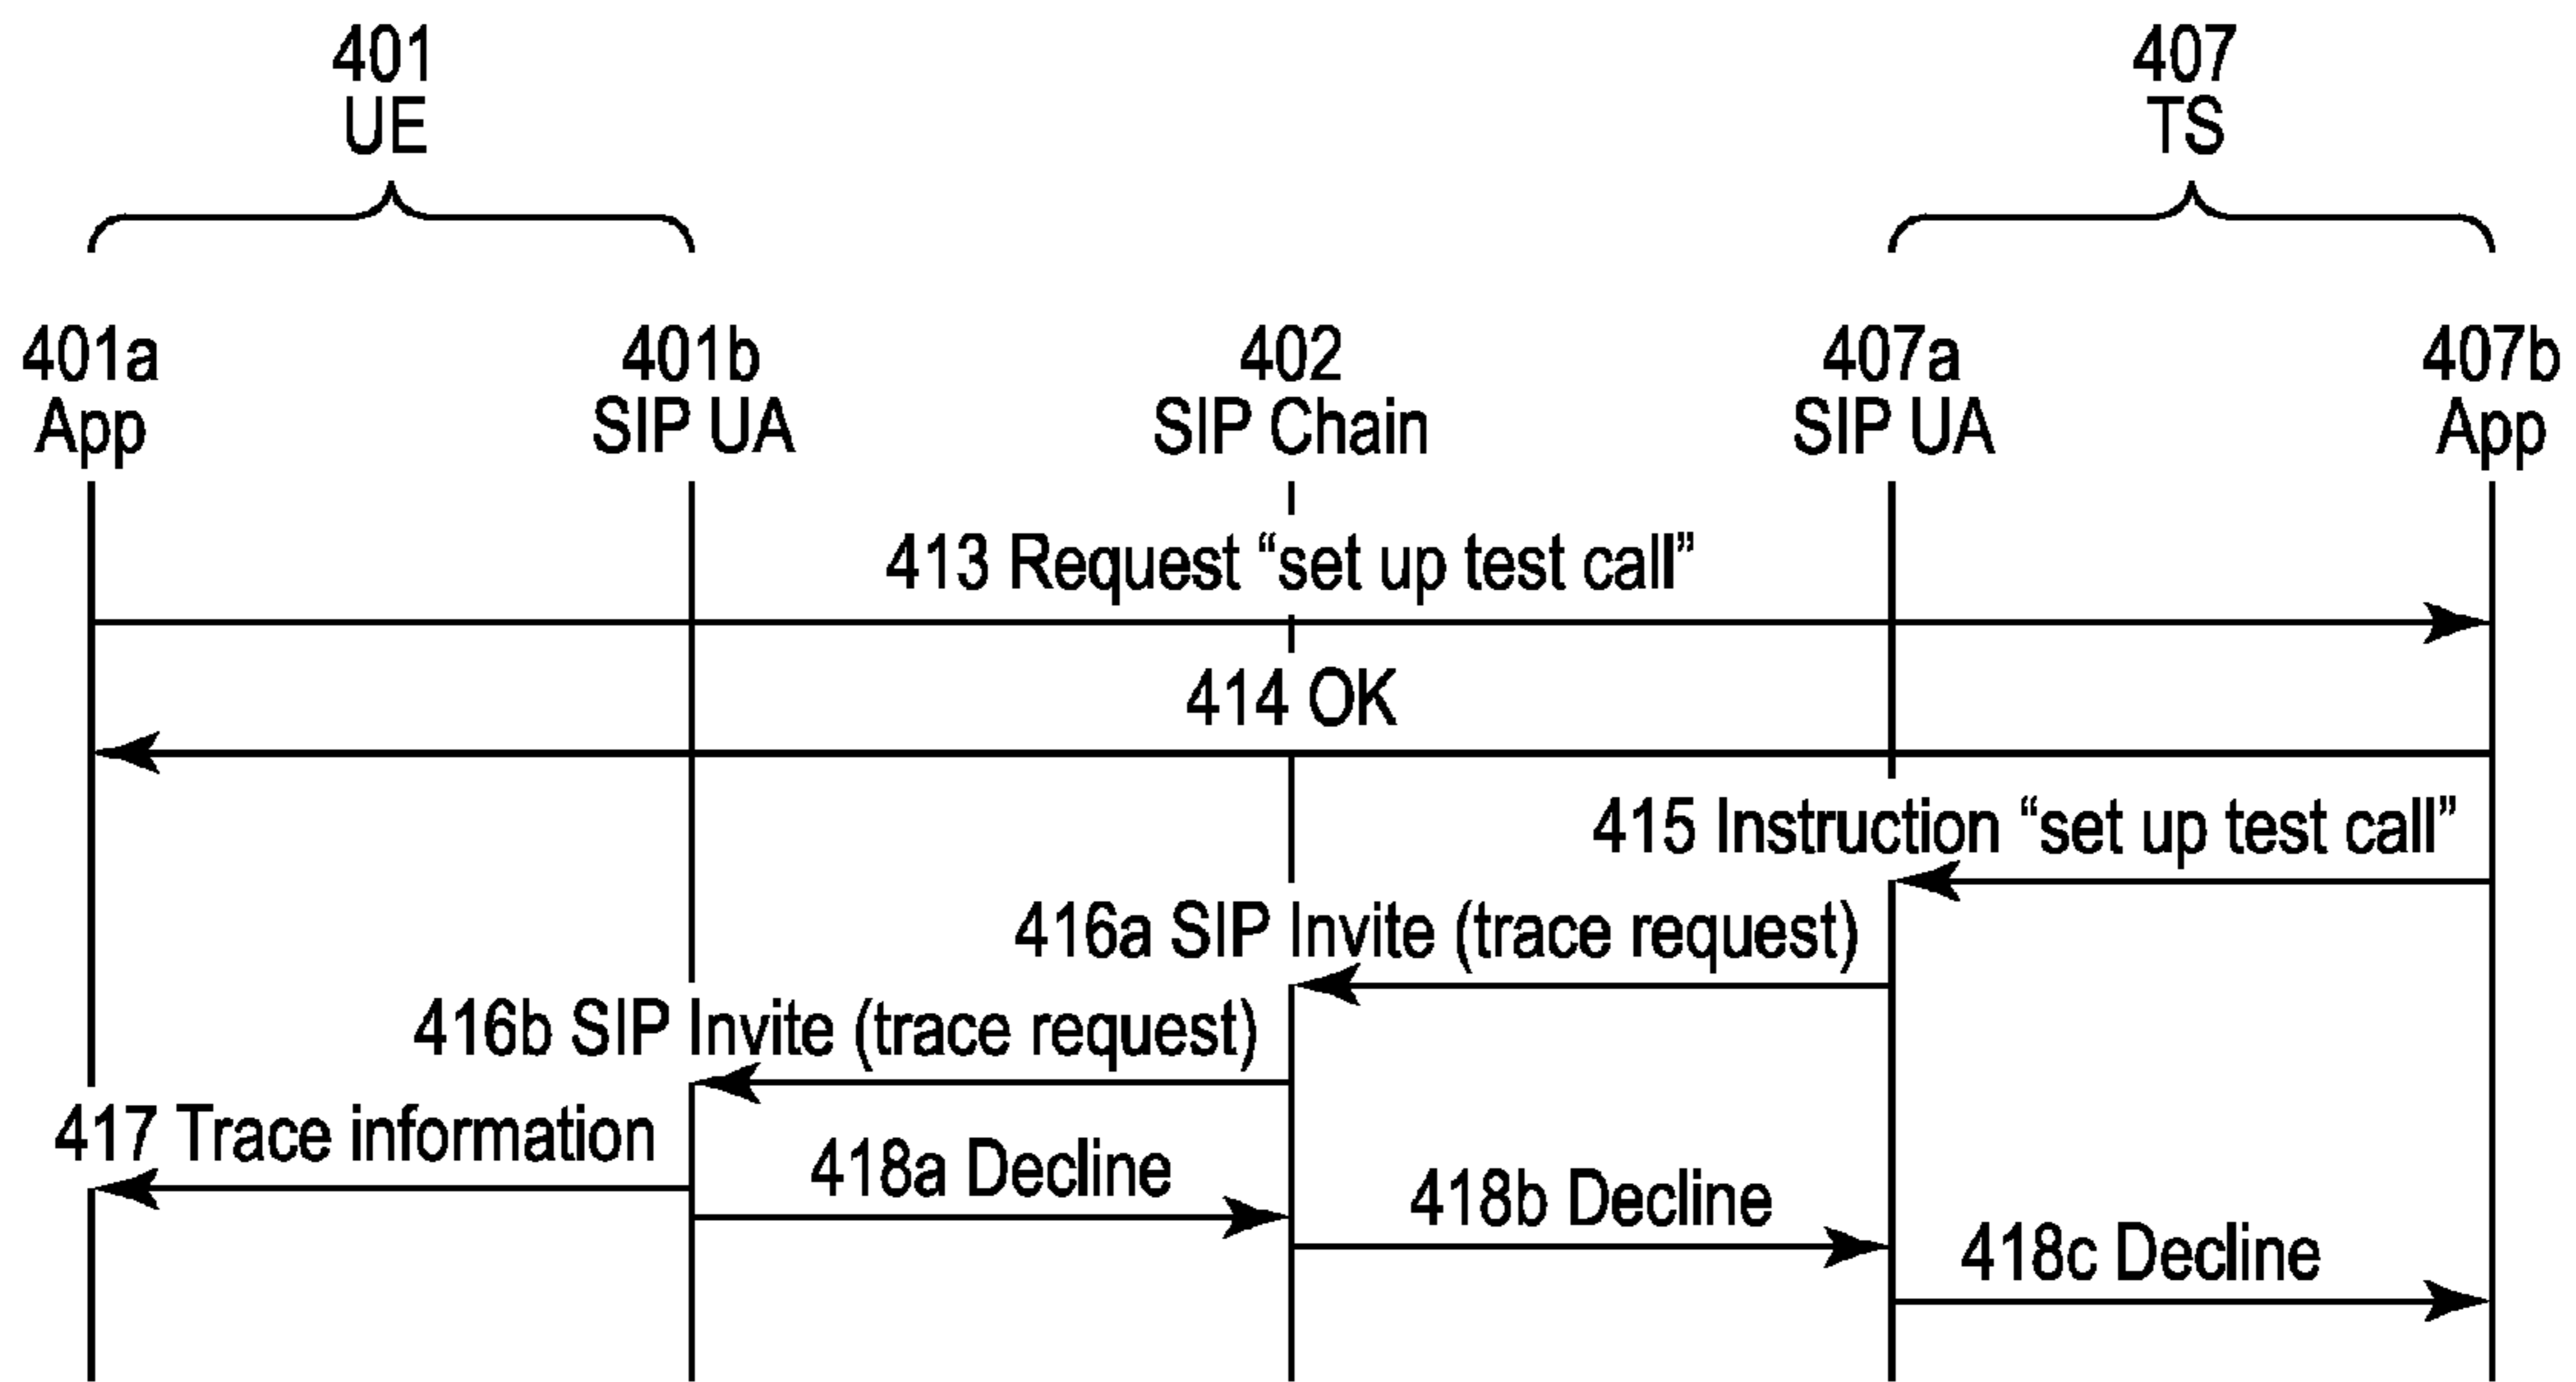 401
UE
407
TS
401a
App
401b
SIP UA
402
SIP Chain
407a
SIP UA
407b
App
413 Request “set up test call”
414 OK
415 Instruction “set up test call”
416a SIP Invite (trace request)
416b SIP Invite (trace request)
417 Trace information
418a Decline
418b Decline
418c Decline